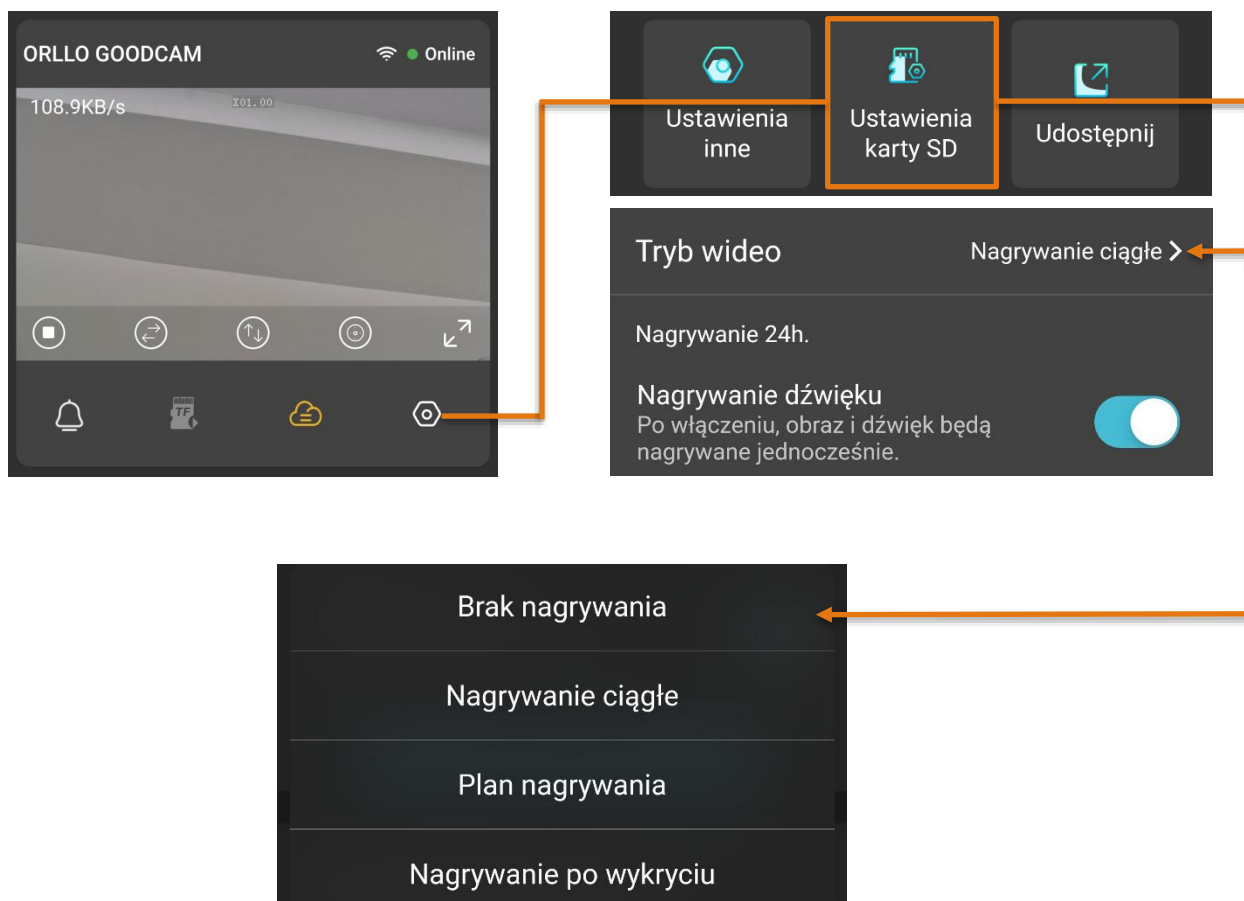 ORLLO GOODCAM
Online
108.9KB/s
X01.00
TF
Ustawienia
inne
Ustawienia
karty SD
Udostępnij
Tryb wideo
Nagrywanie ciągłe
Nagrywanie 24h.
Nagrywanie dźwięku
Po włączeniu, obraz i dźwięk będą
nagrywane jednocześnie.
Brak nagrywania
Nagrywanie ciągłe
Plan nagrywania
Nagrywanie po wykryciu